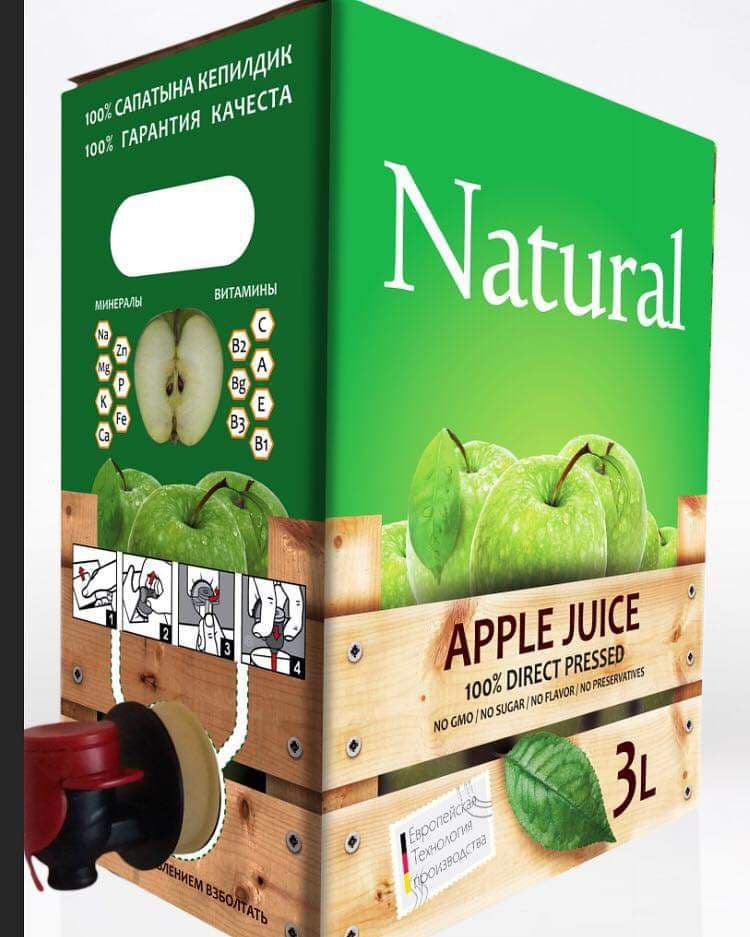 100% САПАТЫНА КЕПИЛДИК
100% ГАРАНТИЯ КАЧЕСТА
МИНЕРАЛЫ
ВИТАМИНЫ
Na
Zn
Mg
P
K
Fe
Ca
C
B2
A
Bg
E
B3
B1
1
2
3
4
ВЗБОЛТАТЬ
Natural
APPLE JUICE
100% DIRECT PRESSED
NO GMO / NO SUGAR / NO FLAVOR / NO PRESERVATIVES
3L
Европейская
Технология
производства